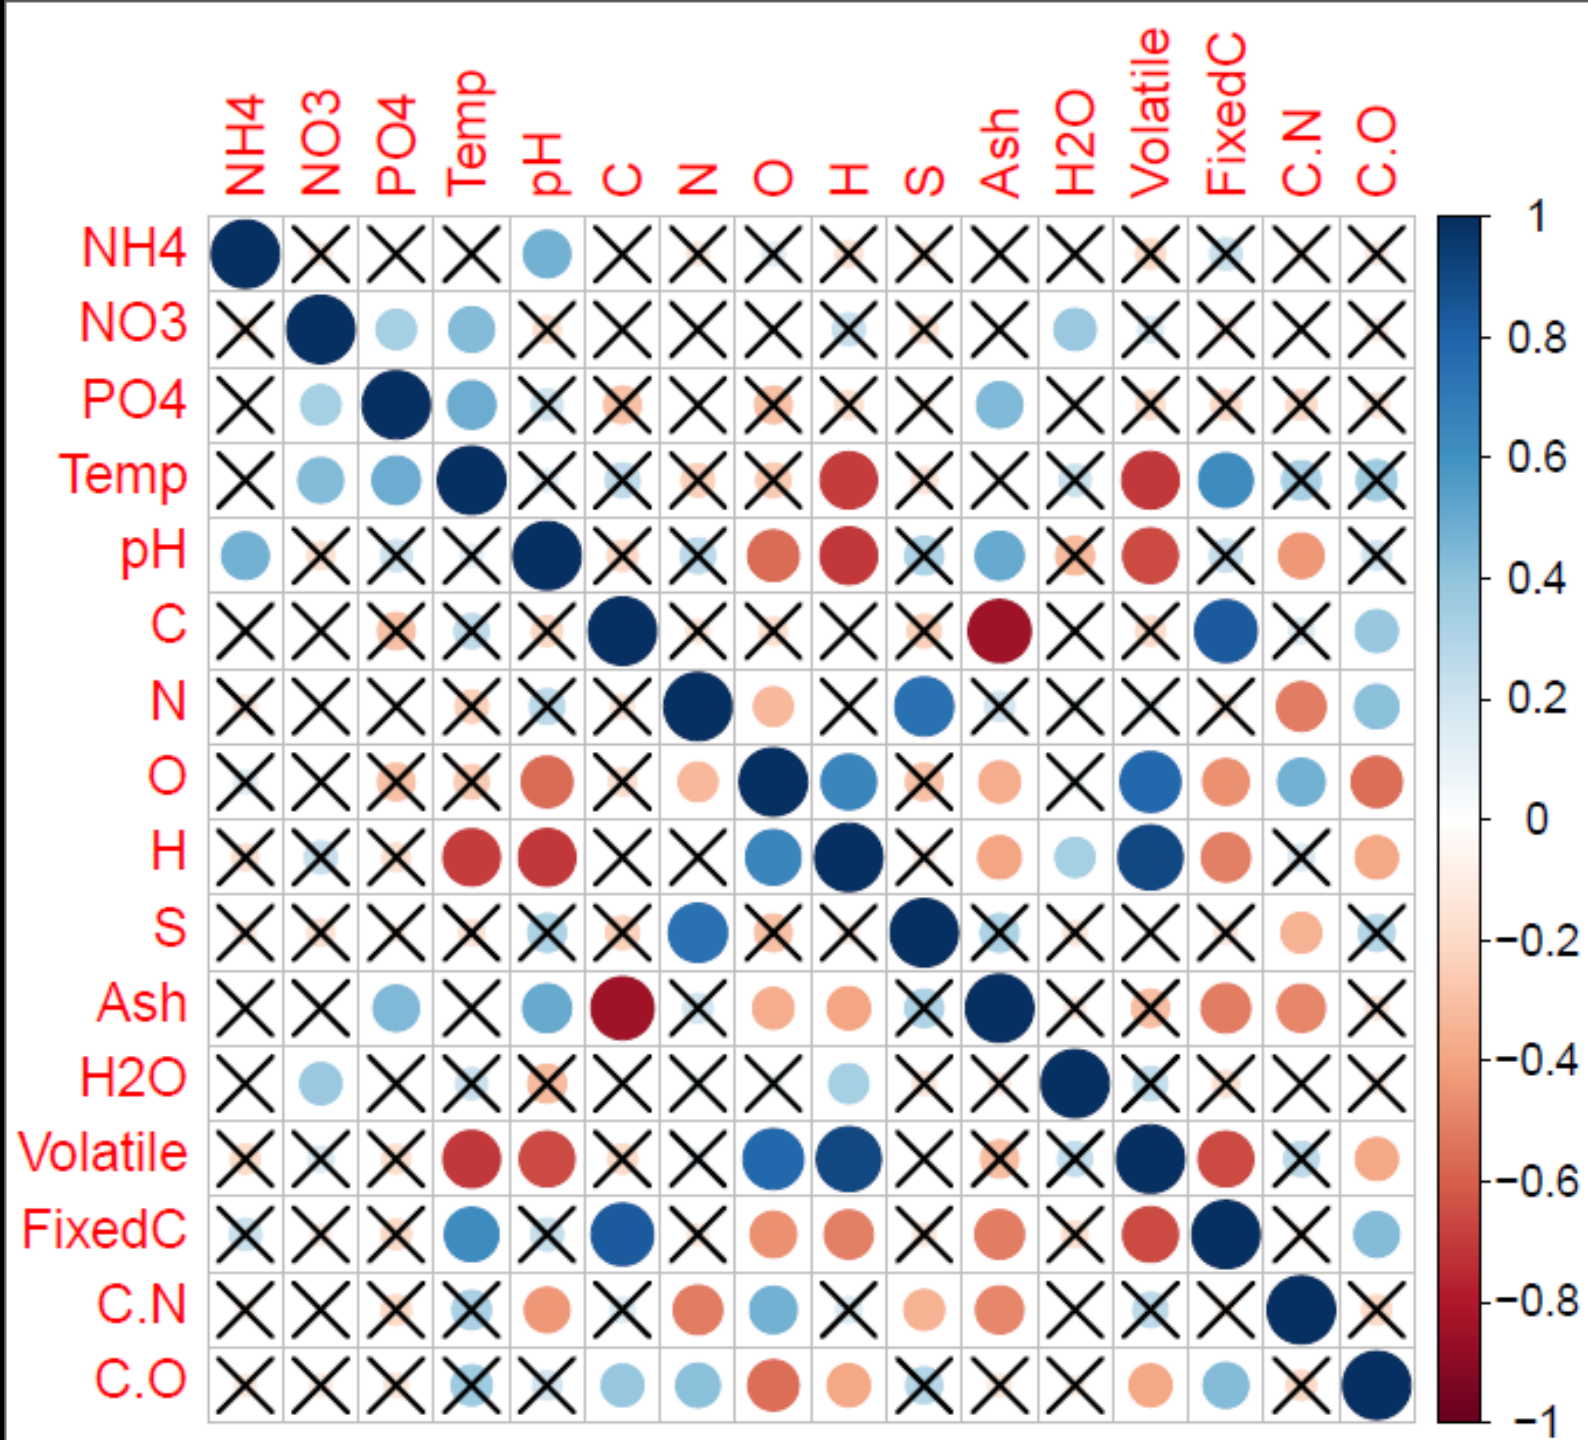 NH4 NO3 PO4 Temp pH C N O H S Ash H2O Volatile FixedC C.N C.O
NH4
NO3
PO4
Temp
pH
C
N
O
H
S
Ash
H2O
Volatile
FixedC
C.N
C.O
1
0.8
0.6
0.4
0.2
0
−0.2
−0.4
−0.6
−0.8
−1